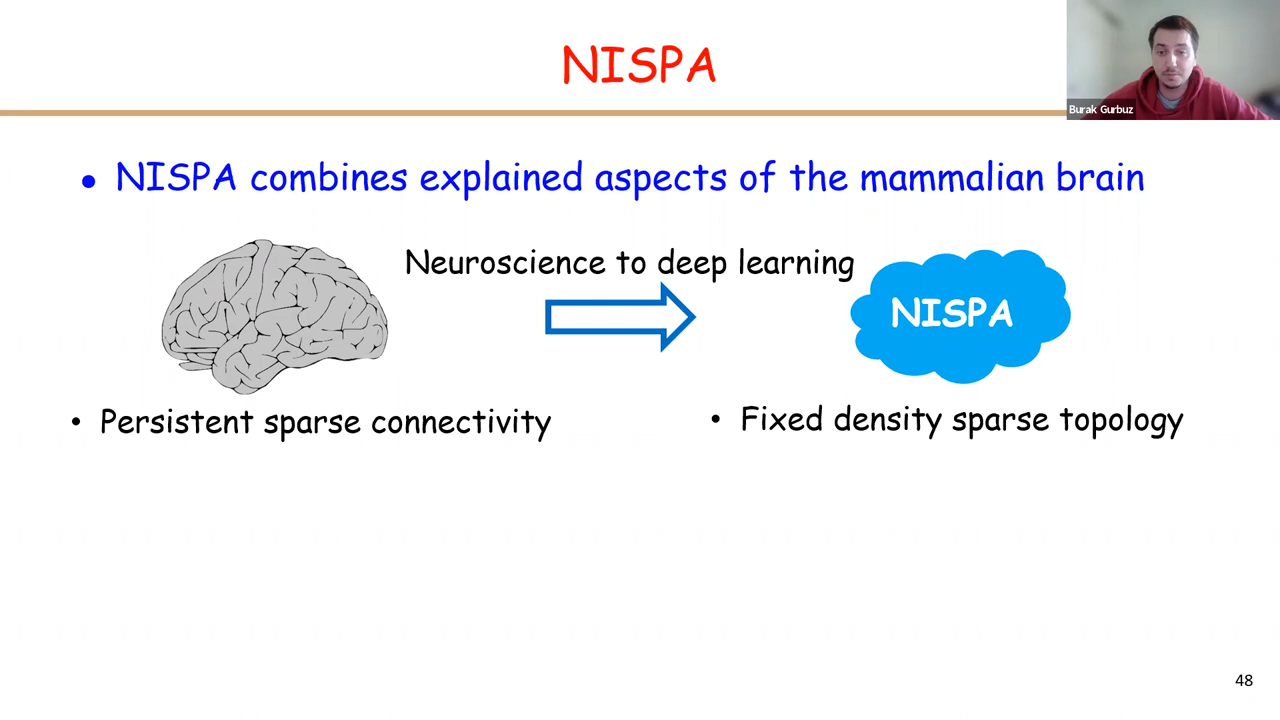 NISPA
Burak Gurbuz
• NISPA combines explained aspects of the mammalian brain
Neuroscience to deep learning
NISPA
• Persistent sparse connectivity
• Fixed density sparse topology
48